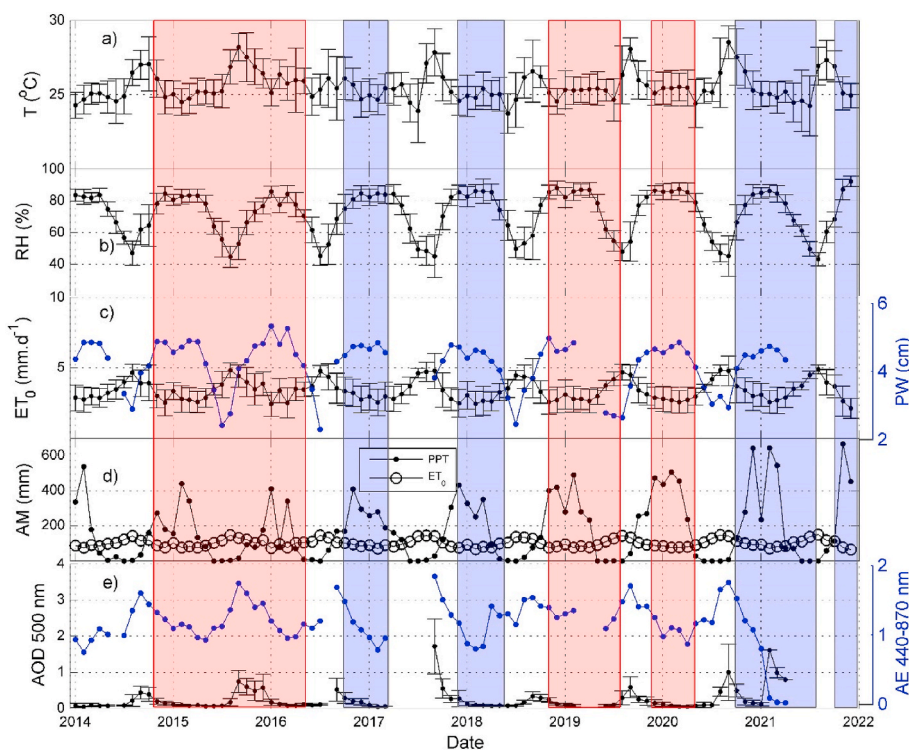 30
a)
25
T (°C)
100
80
60
40
RH (%)
b)
10
c)
5
ET0 (mm.d-1)
6
4
2
PW (cm)
600
400
200
AM (mm)
d)
PPT
ET0
4
3
2
1
0
AOD 500 nm
e)
2
1
0
AE 440-870 nm
2014 2015 2016 2017 2018 2019 2020 2021 2022
Date